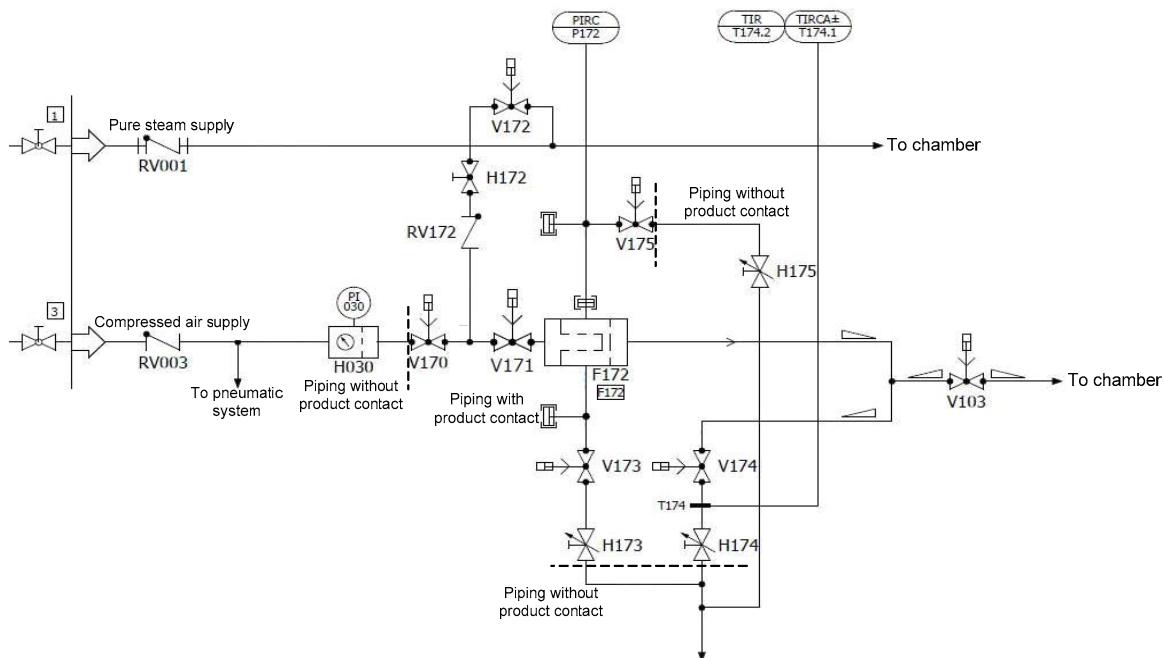 PIRC
P172
TIR
T174.2
TIRCA±
T174.1
1
Pure steam supply
RV001
V172
To chamber
H172
Piping without
product contact
RV172
V175
H175
3
Compressed air supply
PI
030
RV003
H030
V170
V171
F172
F172
To pneumatic
system
Piping without
product contact
Piping with
product contact
To chamber
V103
V173
V174
T174
H173
H174
Piping without
product contact